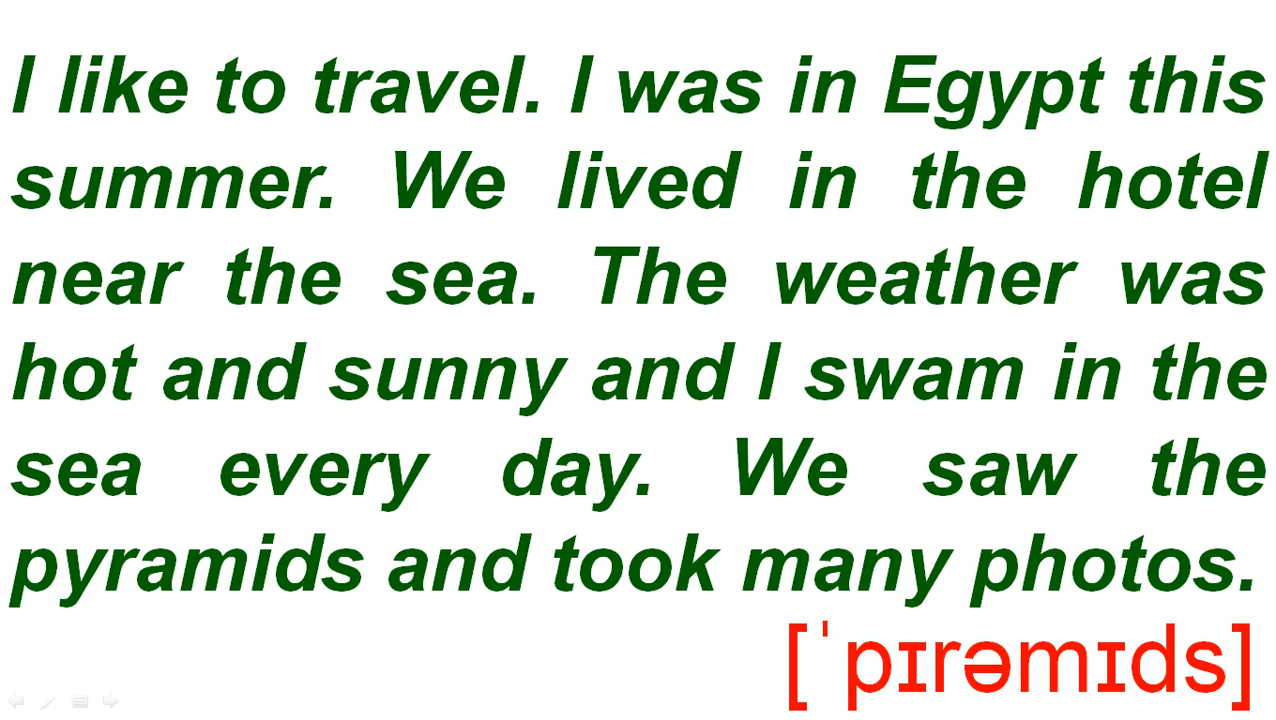 I like to travel. I was in Egypt this
summer. We lived in the hotel
near the sea. The weather was
hot and sunny and I swam in the
sea every day. We saw the
pyramids and took many photos.
[ˈpɪrəmɪds]